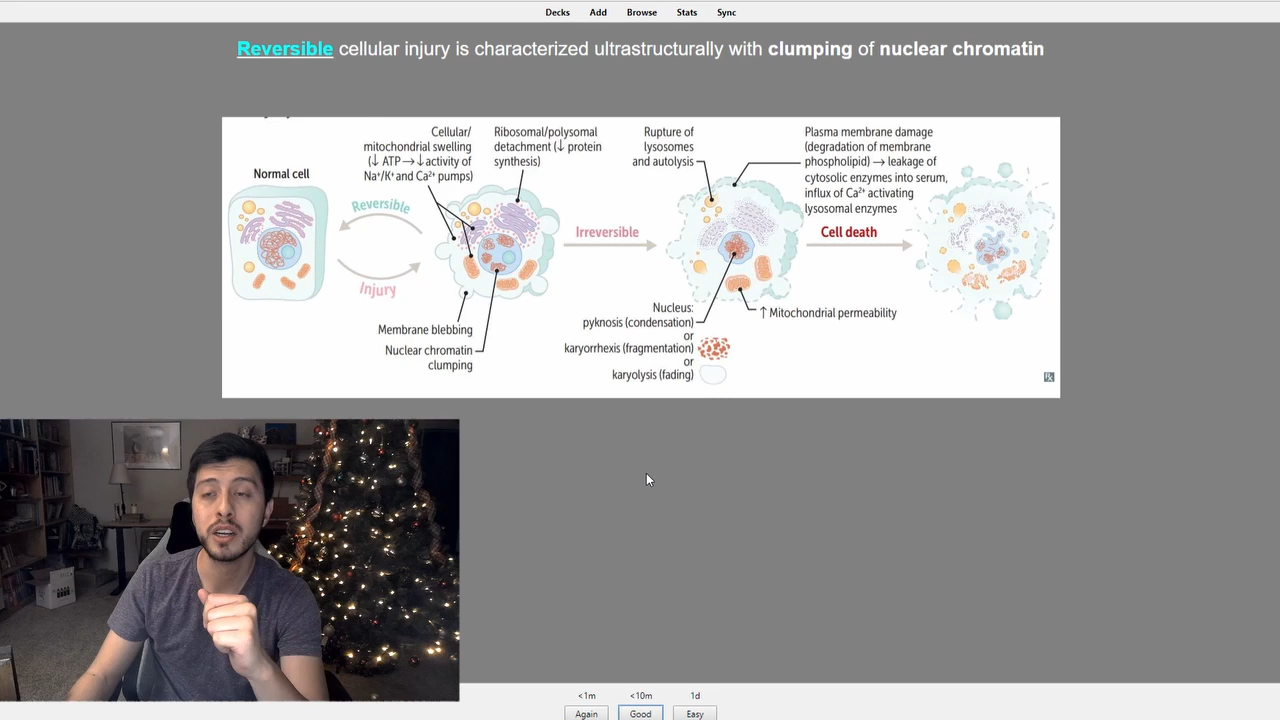 Decks Add Browse Stats Sync
Reversible cellular injury is characterized ultrastructurally with clumping of nuclear chromatin
Normal cell
Cellular/
mitochondrial swelling
(↓ ATP → ↓ activity of
Na⁺/K⁺ and Ca²⁺ pumps)
Ribosomal/polysomal
detachment (↓ protein
synthesis)
Rupture of
lysosomes
and autolysis
Plasma membrane damage
(degradation of membrane
phospholipid) → leakage of
cytosolic enzymes into serum,
influx of Ca²⁺ activating
lysosomal enzymes
Reversible
Injury
Irreversible
Cell death
Membrane blebbing
Nuclear chromatin
clumping
Nucleus:
pyknosis (condensation)
or
karyorrhexis (fragmentation)
or
karyolysis (fading)
↑ Mitochondrial permeability
<1m <10m 1d
Again Good Easy